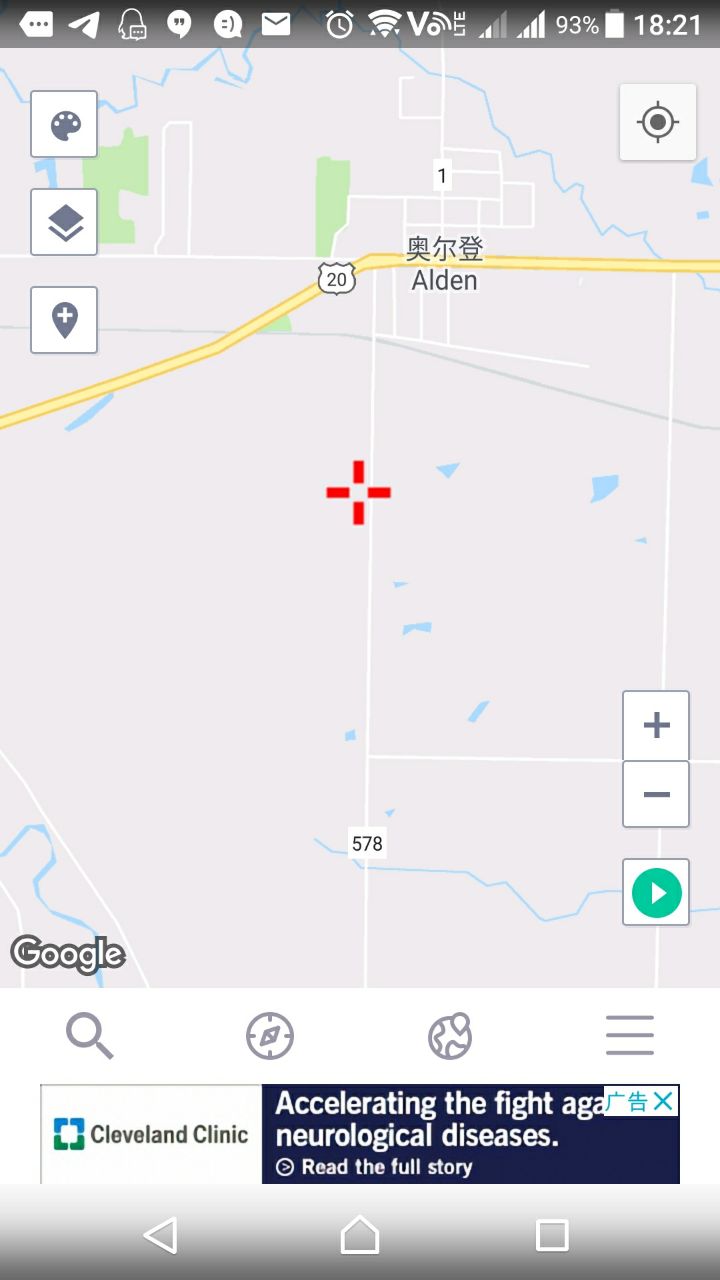 93% 18:21
LTE
1
奥尔登
Alden
20
578
Google
Cleveland Clinic
Accelerating the fight aga
neurological diseases.
Read the full story
广告